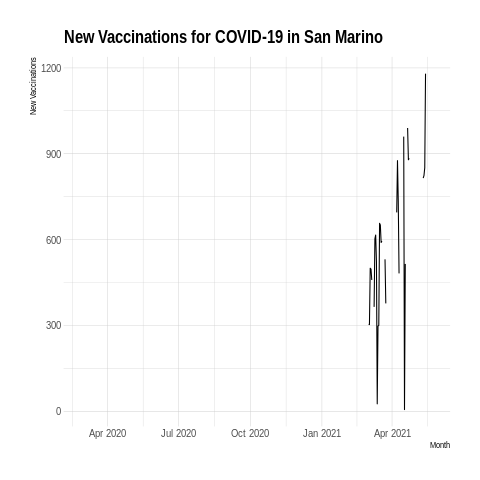 New Vaccinations for COVID-19 in San Marino
New Vaccinations
1200
900
600
300
0
Apr 2020 Jul 2020 Oct 2020 Jan 2021 Apr 2021
Month